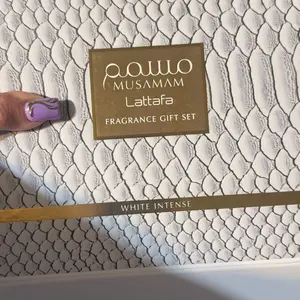 مسمم
MUSAMAM
Lattafa
FRAGRANCE GIFT SET
WHITE INTENSE